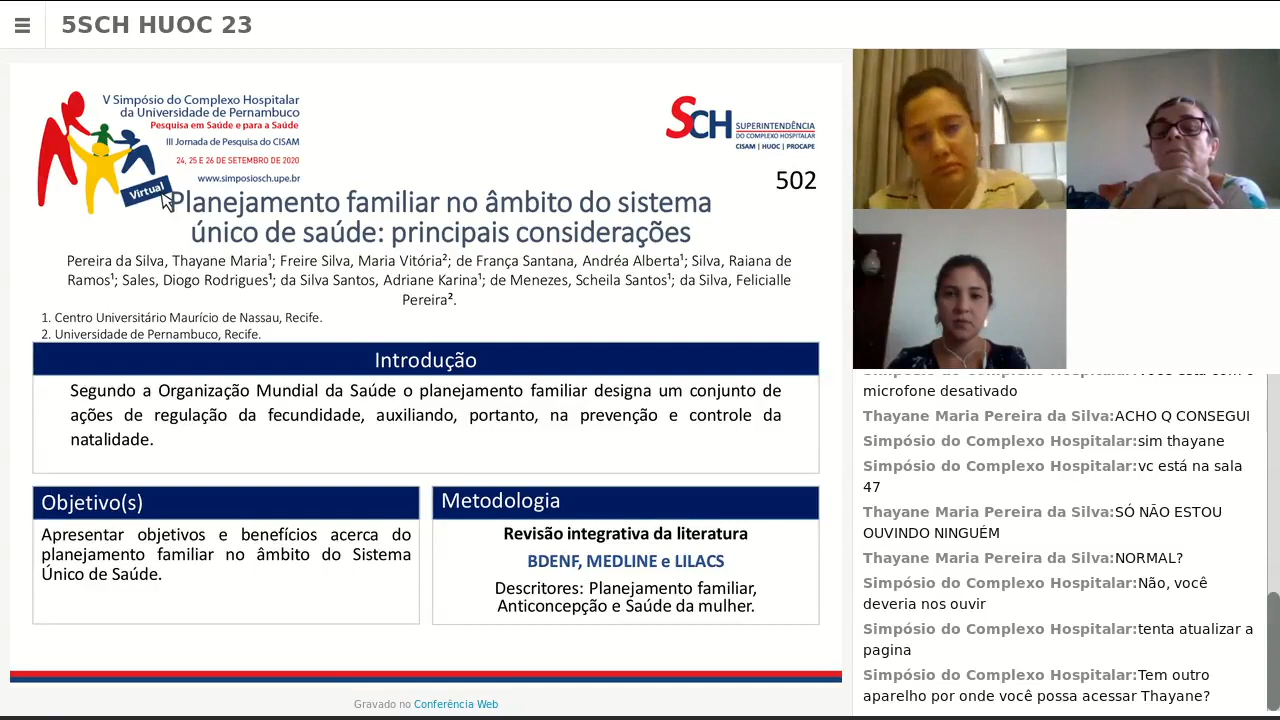 5SCH HUOC 23
V Simpósio do Complexo Hospitalar
da Universidade de Pernambuco
Pesquisa em Saúde e para a Saúde
III Jornada de Pesquisa do CISAM
24, 25 E 26 DE SETEMBRO DE 2020
www.simposiosch.upe.br
Virtual
SCH SUPERINTENDÊNCIA
DO COMPLEXO HOSPITALAR
CISAM | HUOC | PROCAPE
502
Planejamento familiar no âmbito do sistema
único de saúde: principais considerações
Pereira da Silva, Thayane Maria¹; Freire Silva, Maria Vitória²; de França Santana, Andréa Alberta¹; Silva, Raiana de
Ramos¹; Sales, Diogo Rodrigues¹; da Silva Santos, Adriane Karina¹; de Menezes, Scheila Santos¹; da Silva, Felicialle
Pereira².
1. Centro Universitário Maurício de Nassau, Recife.
2. Universidade de Pernambuco, Recife.
Introdução
Segundo a Organização Mundial da Saúde o planejamento familiar designa um conjunto de
ações de regulação da fecundidade, auxiliando, portanto, na prevenção e controle da
natalidade.
Objetivo(s)
Apresentar objetivos e benefícios acerca do
planejamento familiar no âmbito do Sistema
Único de Saúde.
Metodologia
Revisão integrativa da literatura
BDENF, MEDLINE e LILACS
Descritores: Planejamento familiar,
Anticoncepção e Saúde da mulher.
Gravado no Conferência Web
Simpósio do Complexo Hospitalar:você está com o
microfone desativado
Thayane Maria Pereira da Silva:ACHO Q CONSEGUI
Simpósio do Complexo Hospitalar:sim thayane
Simpósio do Complexo Hospitalar:vc está na sala
47
Thayane Maria Pereira da Silva:SÓ NÃO ESTOU
OUVINDO NINGUÉM
Thayane Maria Pereira da Silva:NORMAL?
Simpósio do Complexo Hospitalar:Não, você
deveria nos ouvir
Simpósio do Complexo Hospitalar:tenta atualizar a
pagina
Simpósio do Complexo Hospitalar:Tem outro
aparelho por onde você possa acessar Thayane?